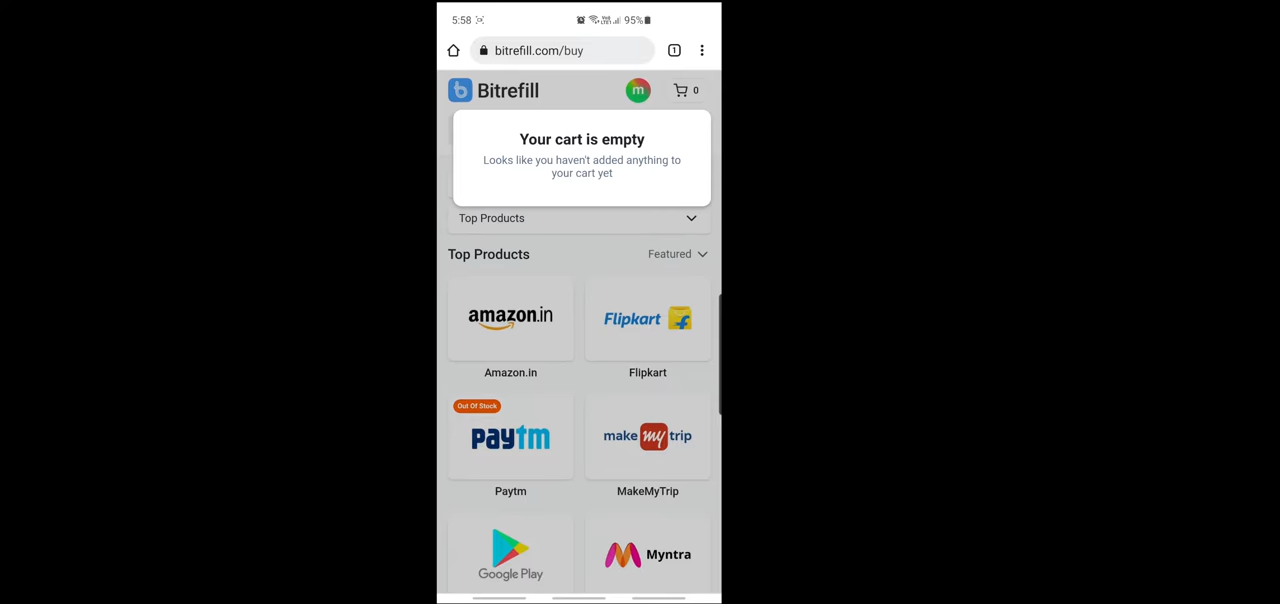 5:58 95%
bitrefill.com/buy 1
b Bitrefill m 0
Your cart is empty
Looks like you haven't added anything to
your cart yet
Top Products
Top Products Featured
amazon.in Flipkart
Amazon.in Flipkart
Out Of Stock
paytm make my trip
Paytm MakeMyTrip
Google Play Myntra